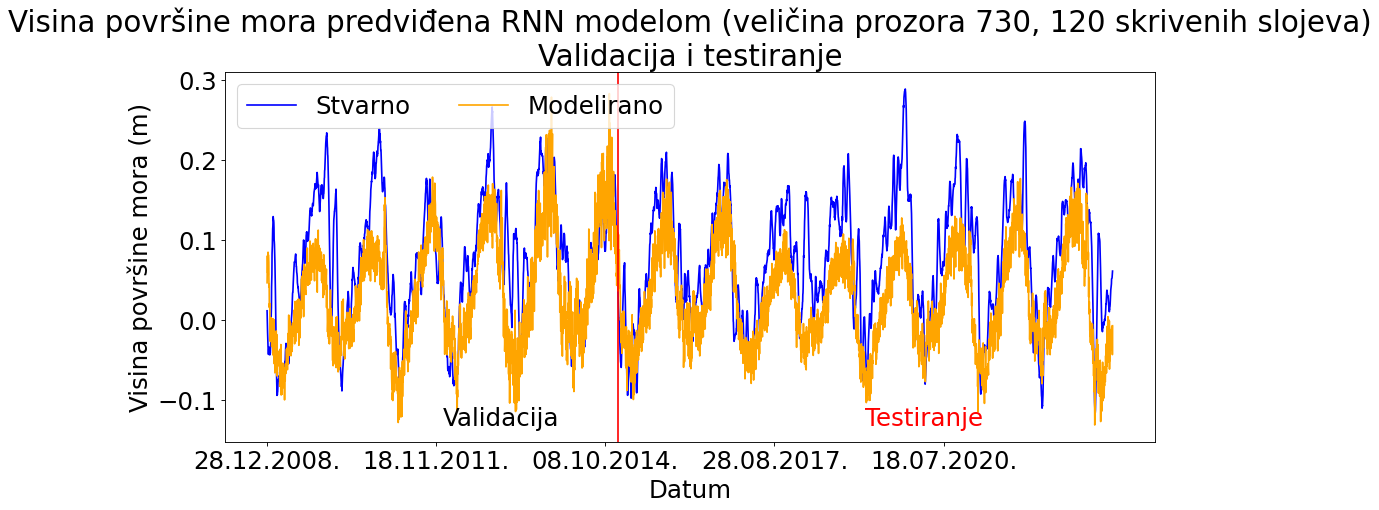 Visina površine mora predviđena RNN modelom (veličina prozora 730, 120 skrivenih slojeva)
Validacija i testiranje
Stvarno
Modelirano
Visina površine mora (m)
0.3
0.2
0.1
0.0
−0.1
Validacija
Testiranje
28.12.2008.
18.11.2011.
08.10.2014.
28.08.2017.
18.07.2020.
Datum